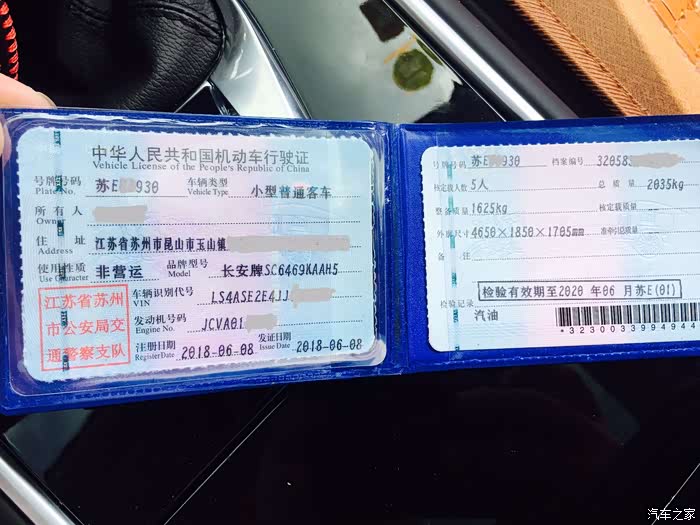 中华人民共和国机动车行驶证
Vehicle License of the People's Republic of China
号牌号码 Plate No. 苏E 930 车辆类型 Vehicle Type 小型普通客车
所有人 Owner
住址 Address 江苏省苏州市昆山市玉山镇
使用性质 Use Character 非营运 品牌型号 Model 长安牌SC6469NAAH5
江苏省苏州
市公安局交
通警察支队
车辆识别代号 VIN LS4ASE2E4JJ
发动机号码 Engine No. JCVA01
注册日期 Register Date 2018-06-08 发证日期 Issue Date 2018-06-08
号牌号码 苏E 930 档案编号 32058
核定载人数 5人 总质量 2035kg
整备质量 1625kg 核定载质量
外廓尺寸 4650×1850×1705mm 准牵引总质量
备注
检验有效期至2020 年06 月苏E(01)
检验记录
汽油
*323000399494
汽车之家